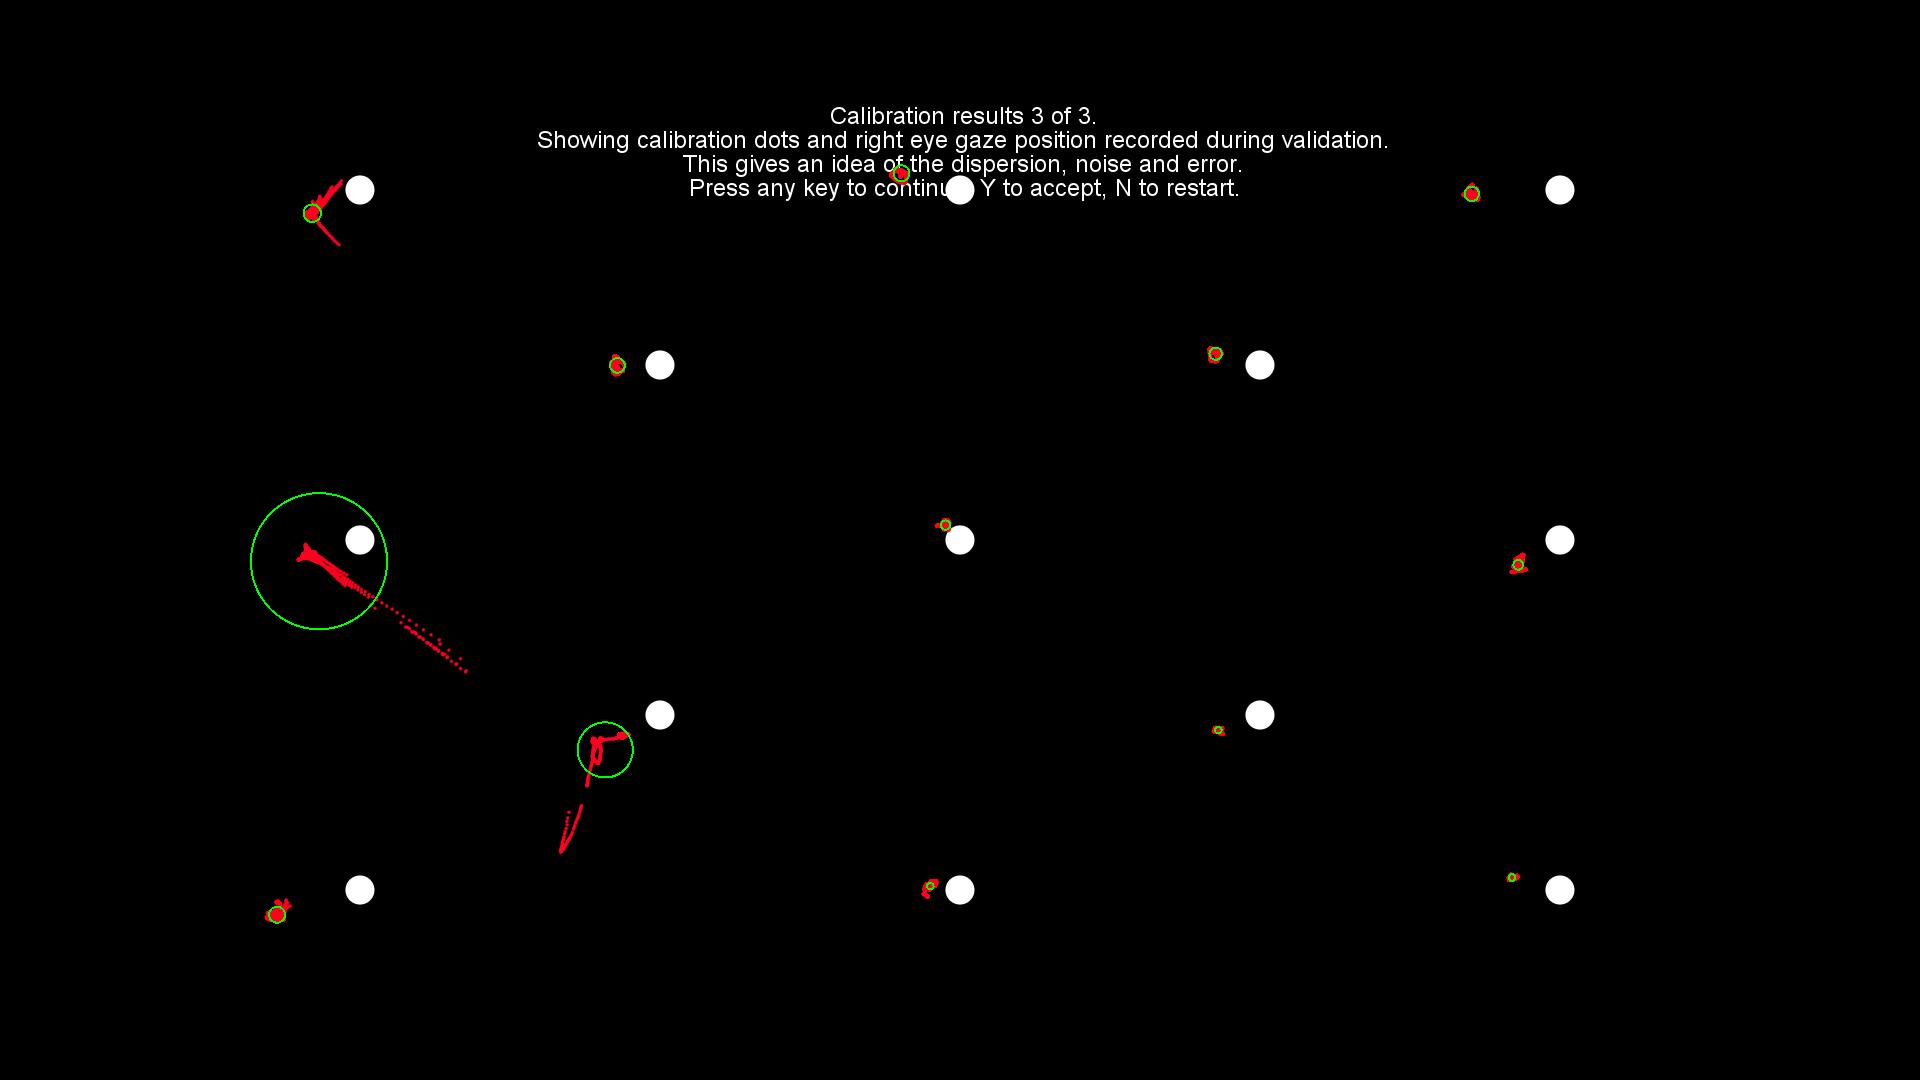 Calibration results 3 of 3.
Showing calibration dots and right eye gaze position recorded during validation.
This gives an idea of the dispersion, noise and error.
Press any key to continu Y to accept, N to restart.